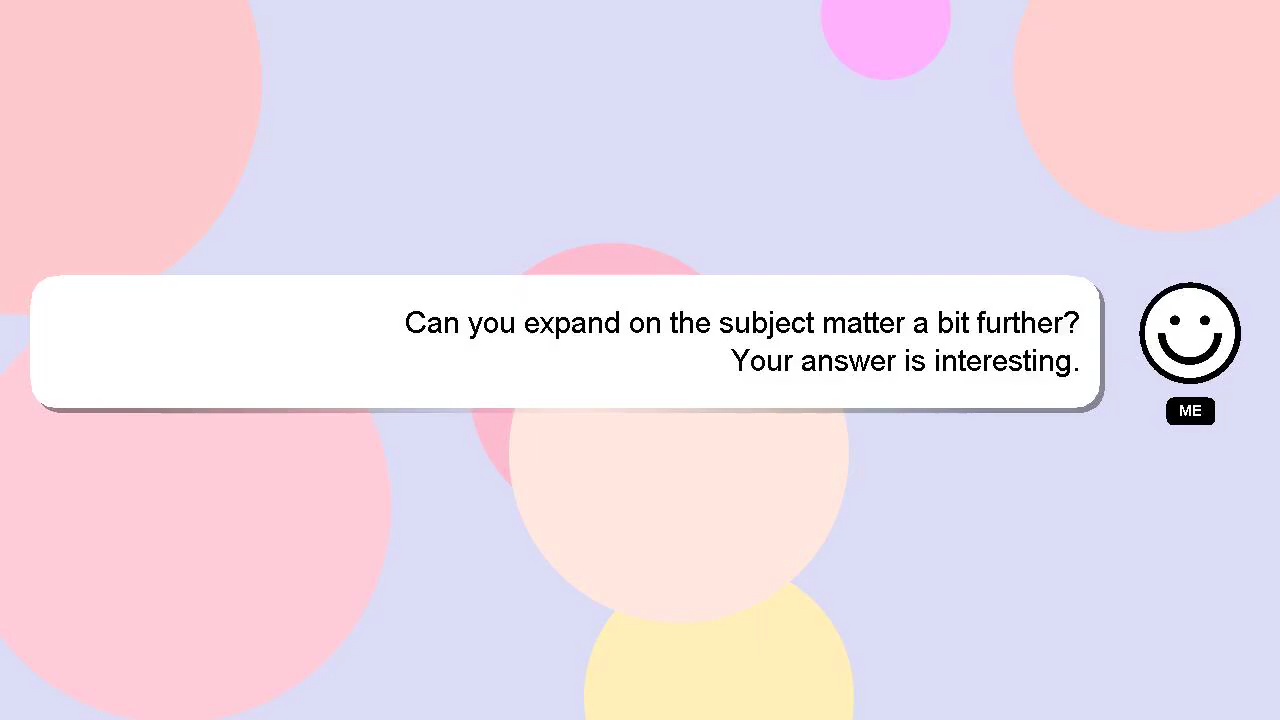 Can you expand on the subject matter a bit further?
Your answer is interesting.
ME